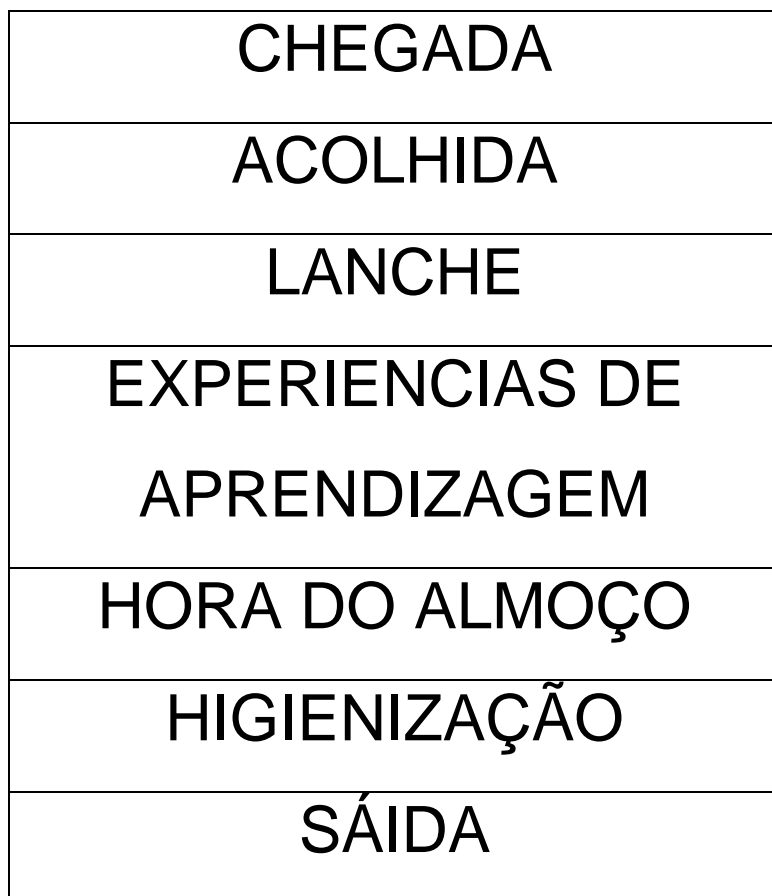 CHEGADA
ACOLHIDA
LANCHE
EXPERIENCIAS DE
APRENDIZAGEM
HORA DO ALMOÇO
HIGIENIZAÇÃO
SÁIDA